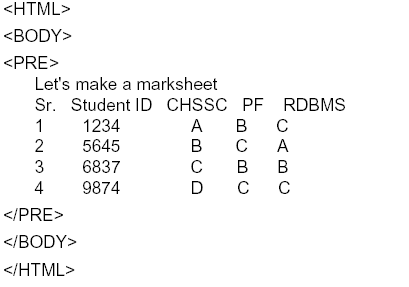 <HTML>
<BODY>
<PRE>
Let's make a marksheet
Sr. Student ID CHSSC PF RDBMS
1 1234 A B C
2 5645 B C A
3 6837 C B B
4 9874 D C C
</PRE>
</BODY>
</HTML>